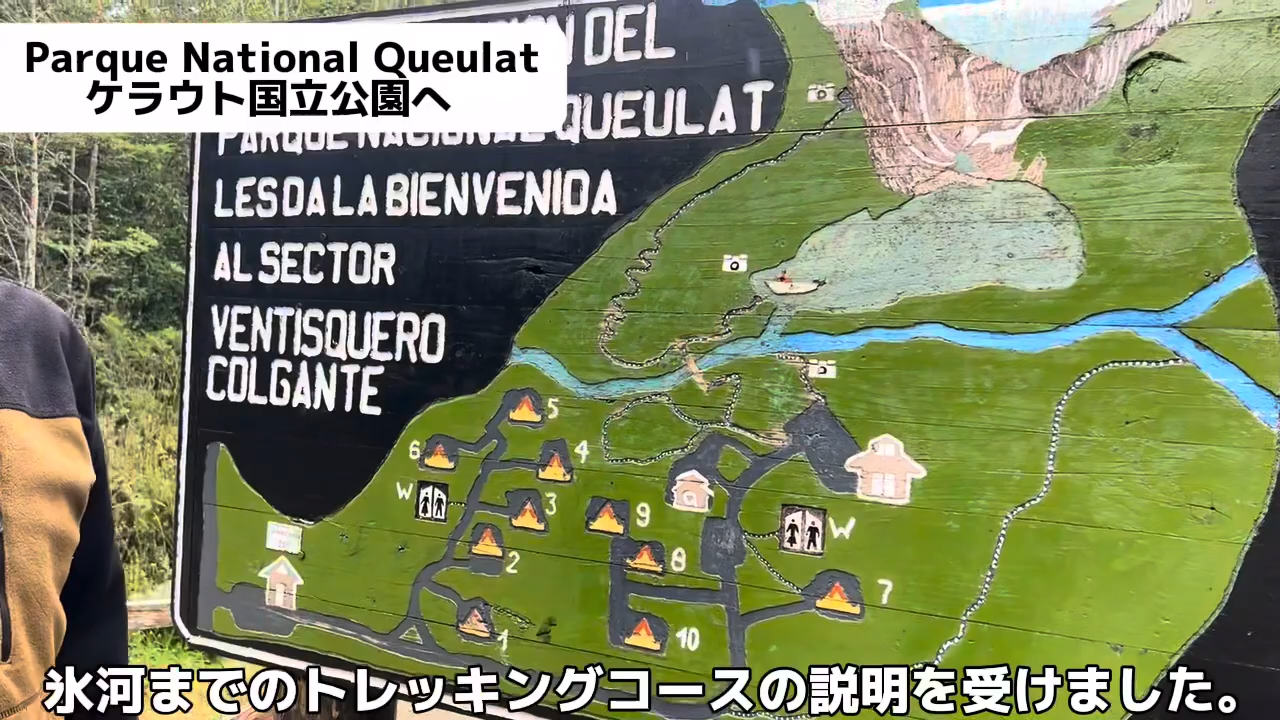 Parque National Queulat
ケラウト国立公園へ
DEL
PARQUE NACIONAL QUEULAT
LES DA LA BIENVENIDA
AL SECTOR
VENTISQUERO
COLGANTE
5
6
4
W
3
9
W
2
8
7
1
10
氷河までのトレッキングコースの説明を受けました。